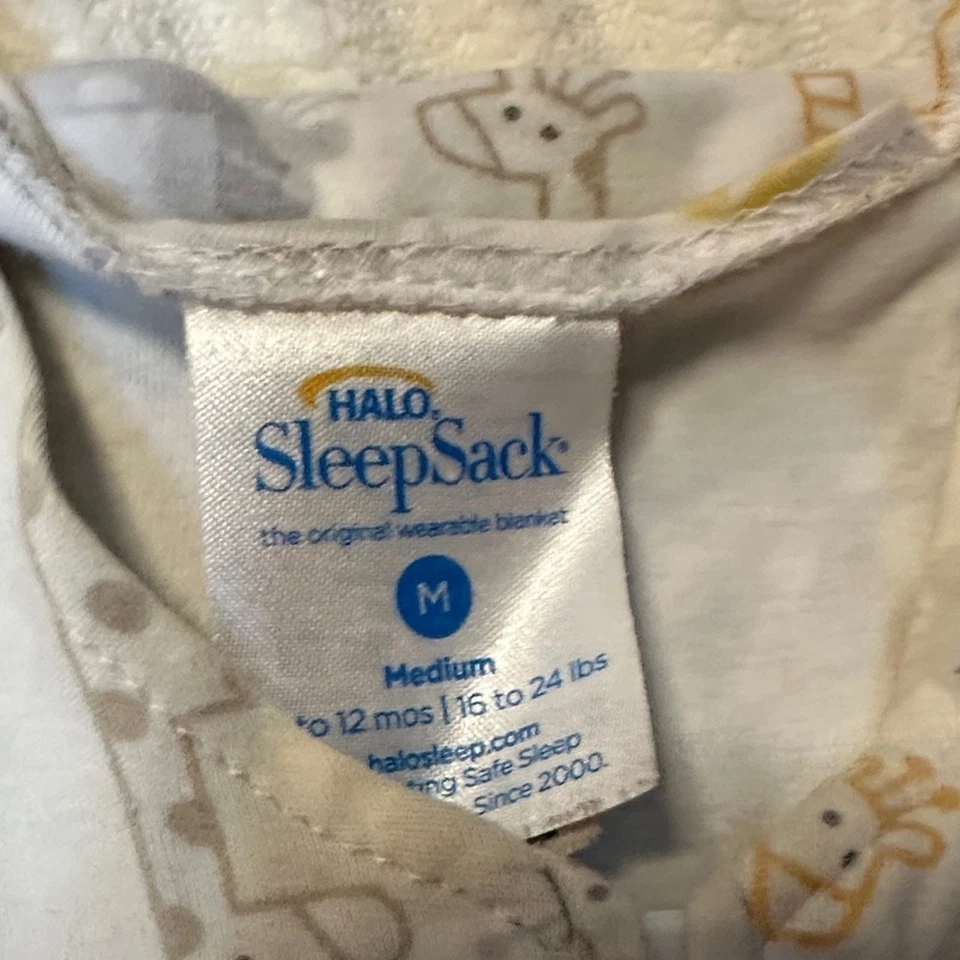 HALO®
SleepSack®
the original wearable blanket
M
Medium
to 12 mos | 16 to 24 lbs
halosleep.com
Safe Sleep
Since 2000.